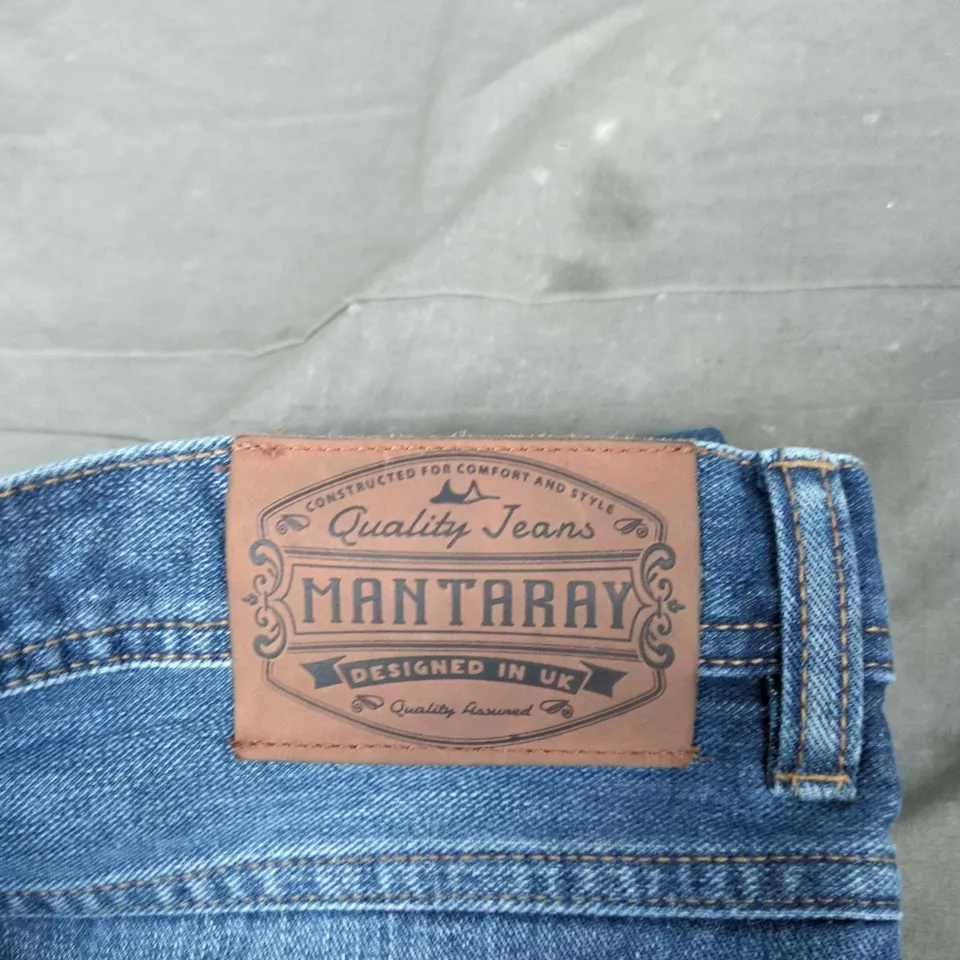 CONSTRUCTED FOR COMFORT AND STYLE
Quality Jeans
MANTARAY
DESIGNED IN UK
Quality Assured